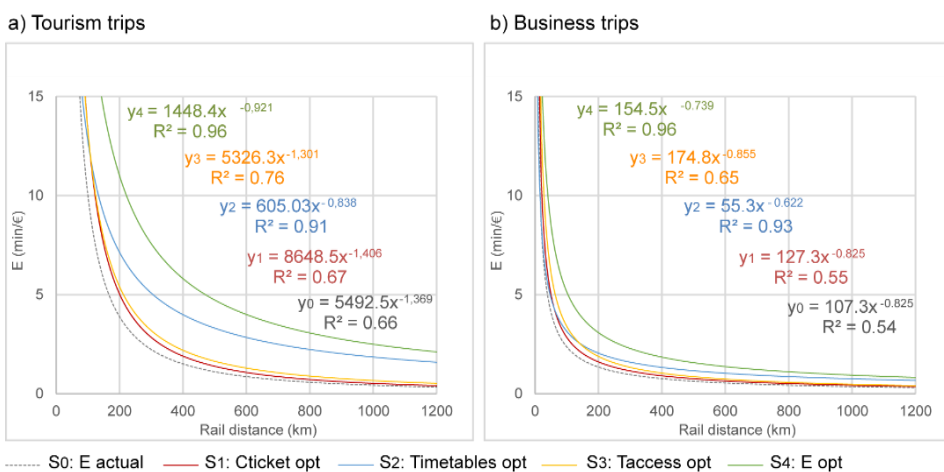 a) Tourism trips
15
10
5
0
E (min/€)
0 200 400 600 800 1000 1200
Rail distance (km)
y4 = 1448.4x -0,921
R² = 0.96
y3 = 5326.3x-1,301
R² = 0.76
y2 = 605.03x-0,838
R² = 0.91
y1 = 8648.5x-1,406
R² = 0.67
y0 = 5492.5x-1,369
R² = 0.66
b) Business trips
15
10
5
0
E (min/€)
0 200 400 600 800 1000 1200
Rail distance (km)
y4 = 154.5x -0.739
R² = 0.96
y3 = 174.8x-0.855
R² = 0.65
y2 = 55.3x-0.622
R² = 0.93
y1 = 127.3x-0.825
R² = 0.55
y0 = 107.3x-0.825
R² = 0.54
S0: E actual S1: Cticket opt S2: Timetables opt S3: Taccess opt S4: E opt